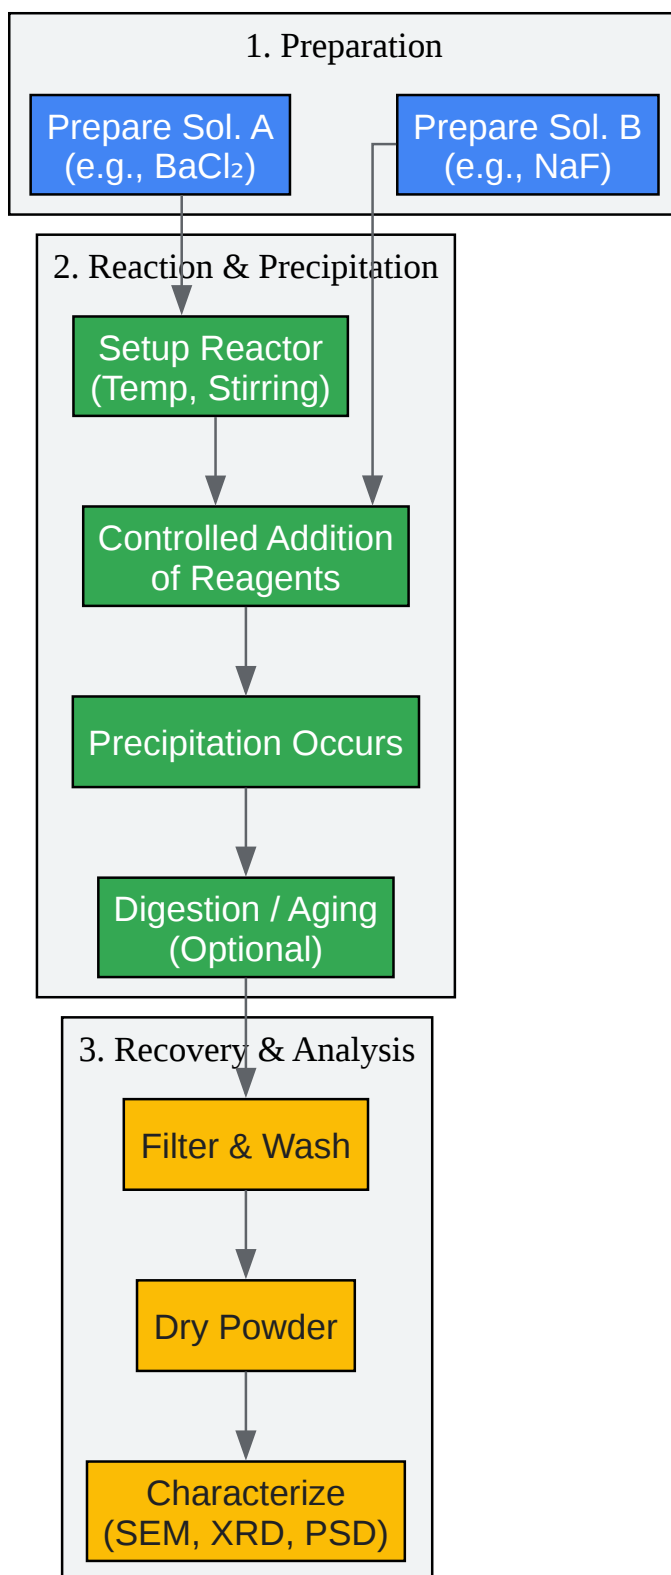 1. Preparation
Prepare Sol. A
(e.g., BaCl₂)
Prepare Sol. B
(e.g., NaF)
2. Reaction & Precipitation
Setup Reactor
(Temp, Stirring)
Controlled Addition
of Reagents
Precipitation Occurs
Digestion / Aging
(Optional)
3. Recovery & Analysis
Filter & Wash
Dry Powder
Characterize
(SEM, XRD, PSD)